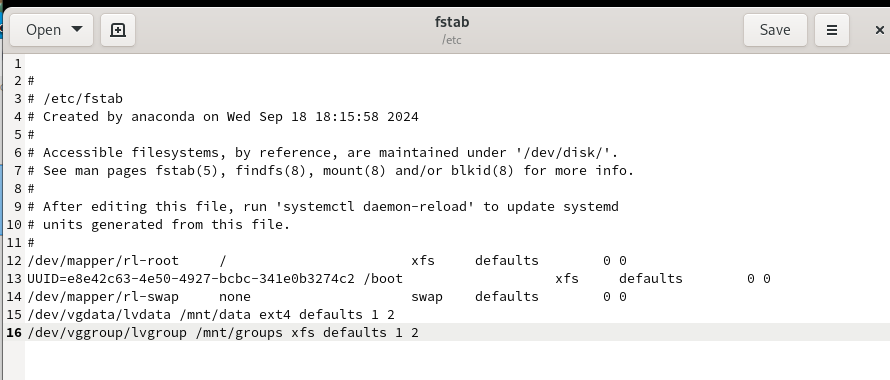 Open
fstab
/etc
Save
1
2 #
3 # /etc/fstab
4 # Created by anaconda on Wed Sep 18 18:15:58 2024
5 #
6 # Accessible filesystems, by reference, are maintained under '/dev/disk/'.
7 # See man pages fstab(5), findfs(8), mount(8) and/or blkid(8) for more info.
8 #
9 # After editing this file, run 'systemctl daemon-reload' to update systemd
10 # units generated from this file.
11 #
12 /dev/mapper/rl-root     /                       xfs     defaults        0 0
13 UUID=e8e42c63-4e50-4927-bcbc-341e0b3274c2 /boot                   xfs     defaults        0 0
14 /dev/mapper/rl-swap     none                    swap    defaults        0 0
15 /dev/vgdata/lvdata /mnt/data ext4 defaults 1 2
16 /dev/vggroup/lvgroup /mnt/groups xfs defaults 1 2